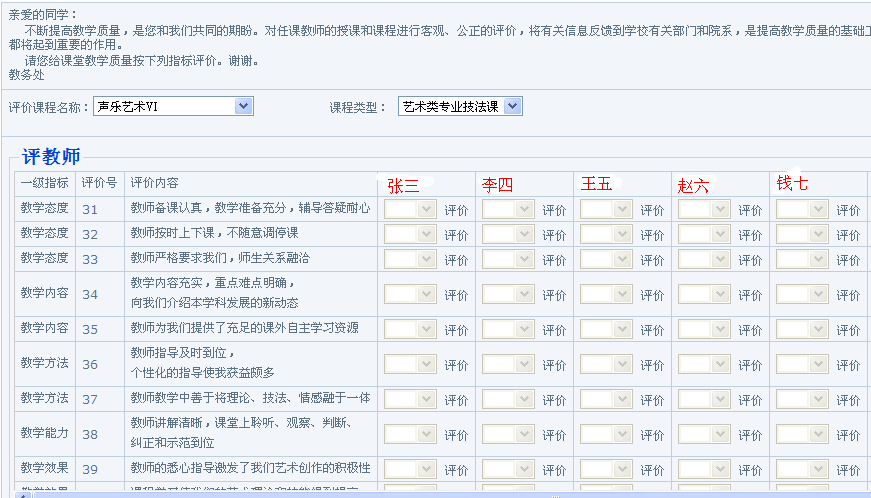 亲爱的同学：
不断提高教学质量，是您和我们共同的期盼。对任课教师的授课和课程进行客观、公正的评价，将有关信息反馈到学校有关部门和院系，是提高教学质量的基础工
都将起到重要的作用。
请您给课堂教学质量按下列指标评价。谢谢。
教务处
评价课程名称： 声乐艺术VI 课程类型： 艺术类专业技法课
评教师
一级指标 评价号 评价内容 张三 李四 王五 赵六 钱七
教学态度 31 教师备课认真，教学准备充分，辅导答疑耐心 评价 评价 评价 评价 评价
教学态度 32 教师按时上下课，不随意调停课 评价 评价 评价 评价 评价
教学态度 33 教师严格要求我们，师生关系融洽 评价 评价 评价 评价 评价
教学内容 34 教学内容充实，重点难点明确，
向我们介绍本学科发展的新动态 评价 评价 评价 评价 评价
教学内容 35 教师为我们提供了充足的课外自主学习资源 评价 评价 评价 评价 评价
教学方法 36 教师指导及时到位，
个性化的指导使我获益颇多 评价 评价 评价 评价 评价
教学方法 37 教师教学中善于将理论、技法、情感融于一体 评价 评价 评价 评价 评价
教学能力 38 教师讲解清晰，课堂上聆听、观察、判断、
纠正和示范到位 评价 评价 评价 评价 评价
教学效果 39 教师的悉心指导激发了我们艺术创作的积极性 评价 评价 评价 评价 评价